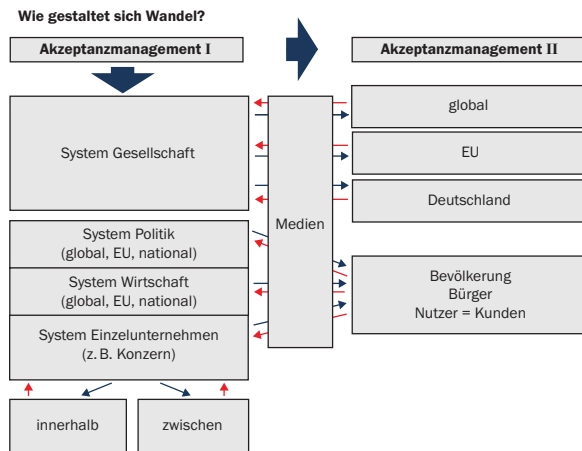 Wie gestaltet sich Wandel?
Akzeptanzmanagement I
Akzeptanzmanagement II
System Gesellschaft
Medien
global
EU
Deutschland
System Politik
(global, EU, national)
System Wirtschaft
(global, EU, national)
System Einzelunternehmen
(z. B. Konzern)
Bevölkerung
Bürger
Nutzer = Kunden
innerhalb
zwischen